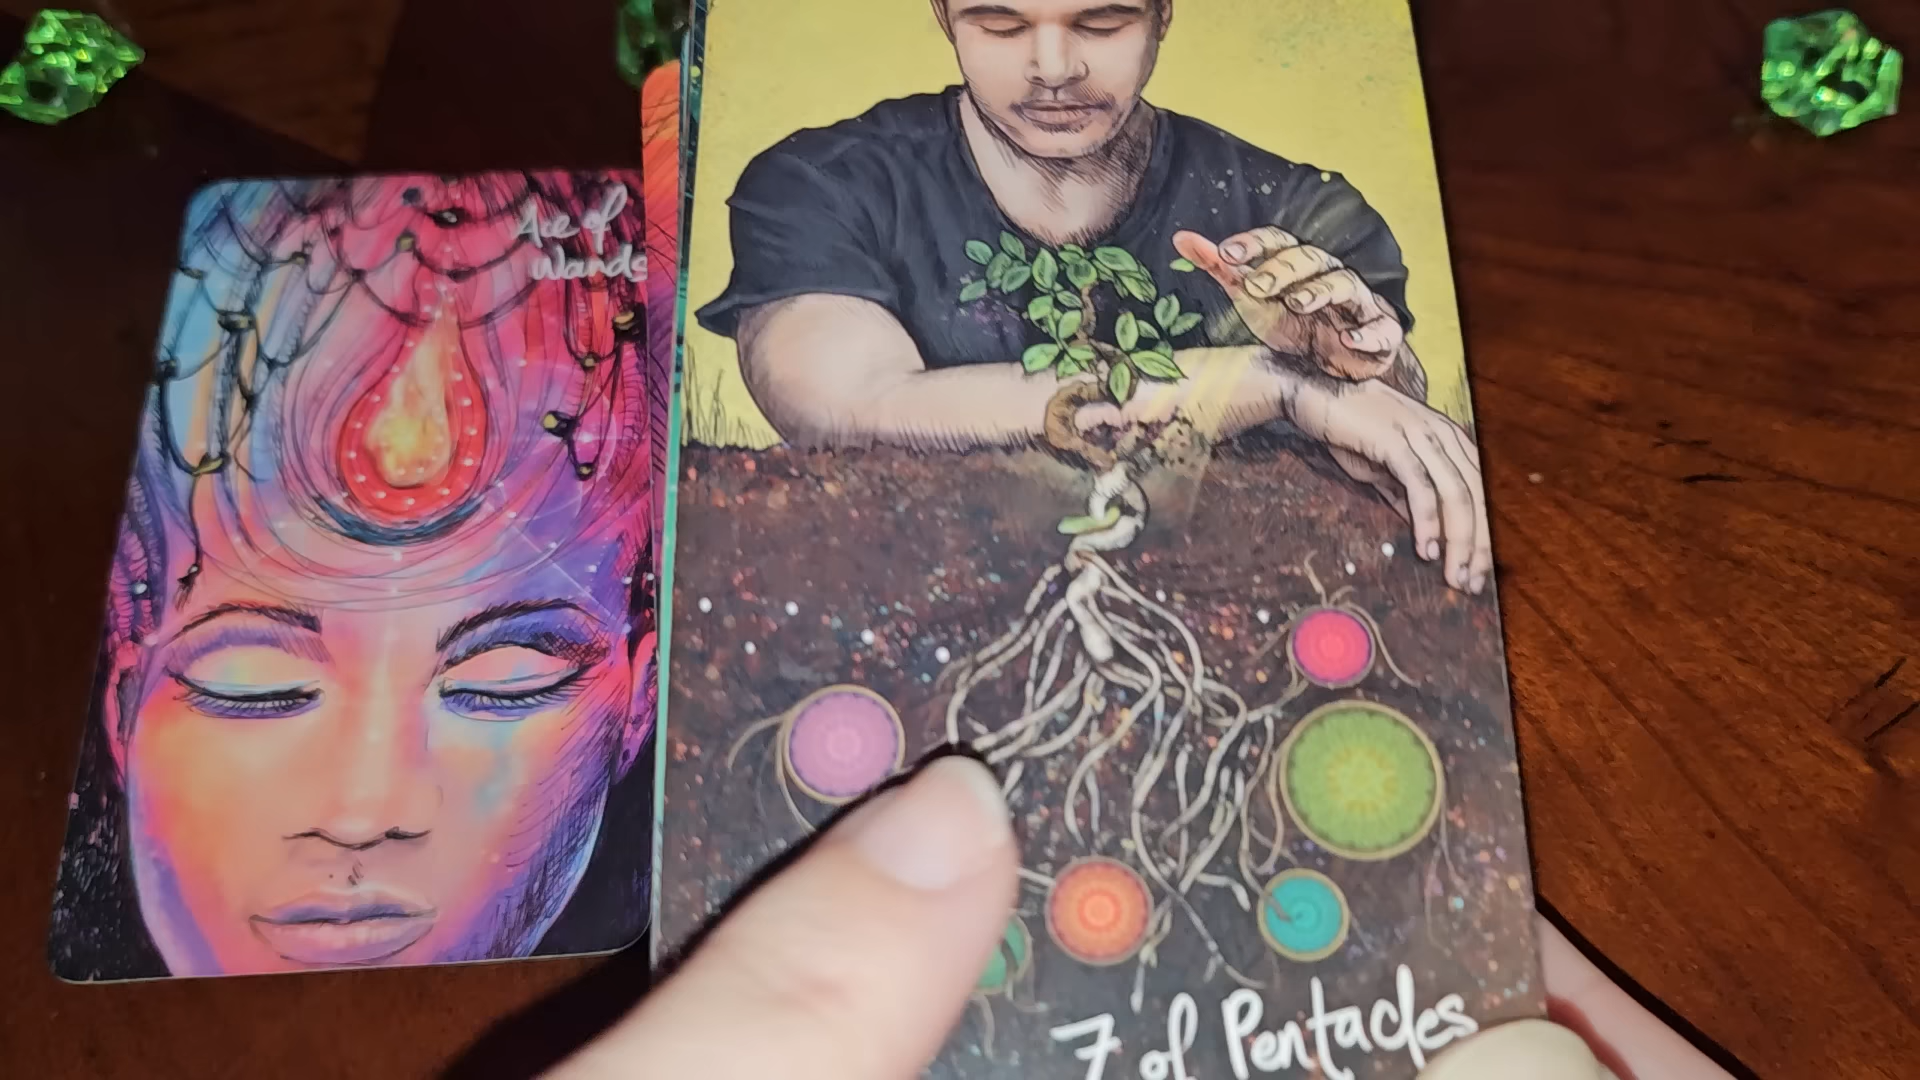 Ace of
Wands
7 of Pentacles